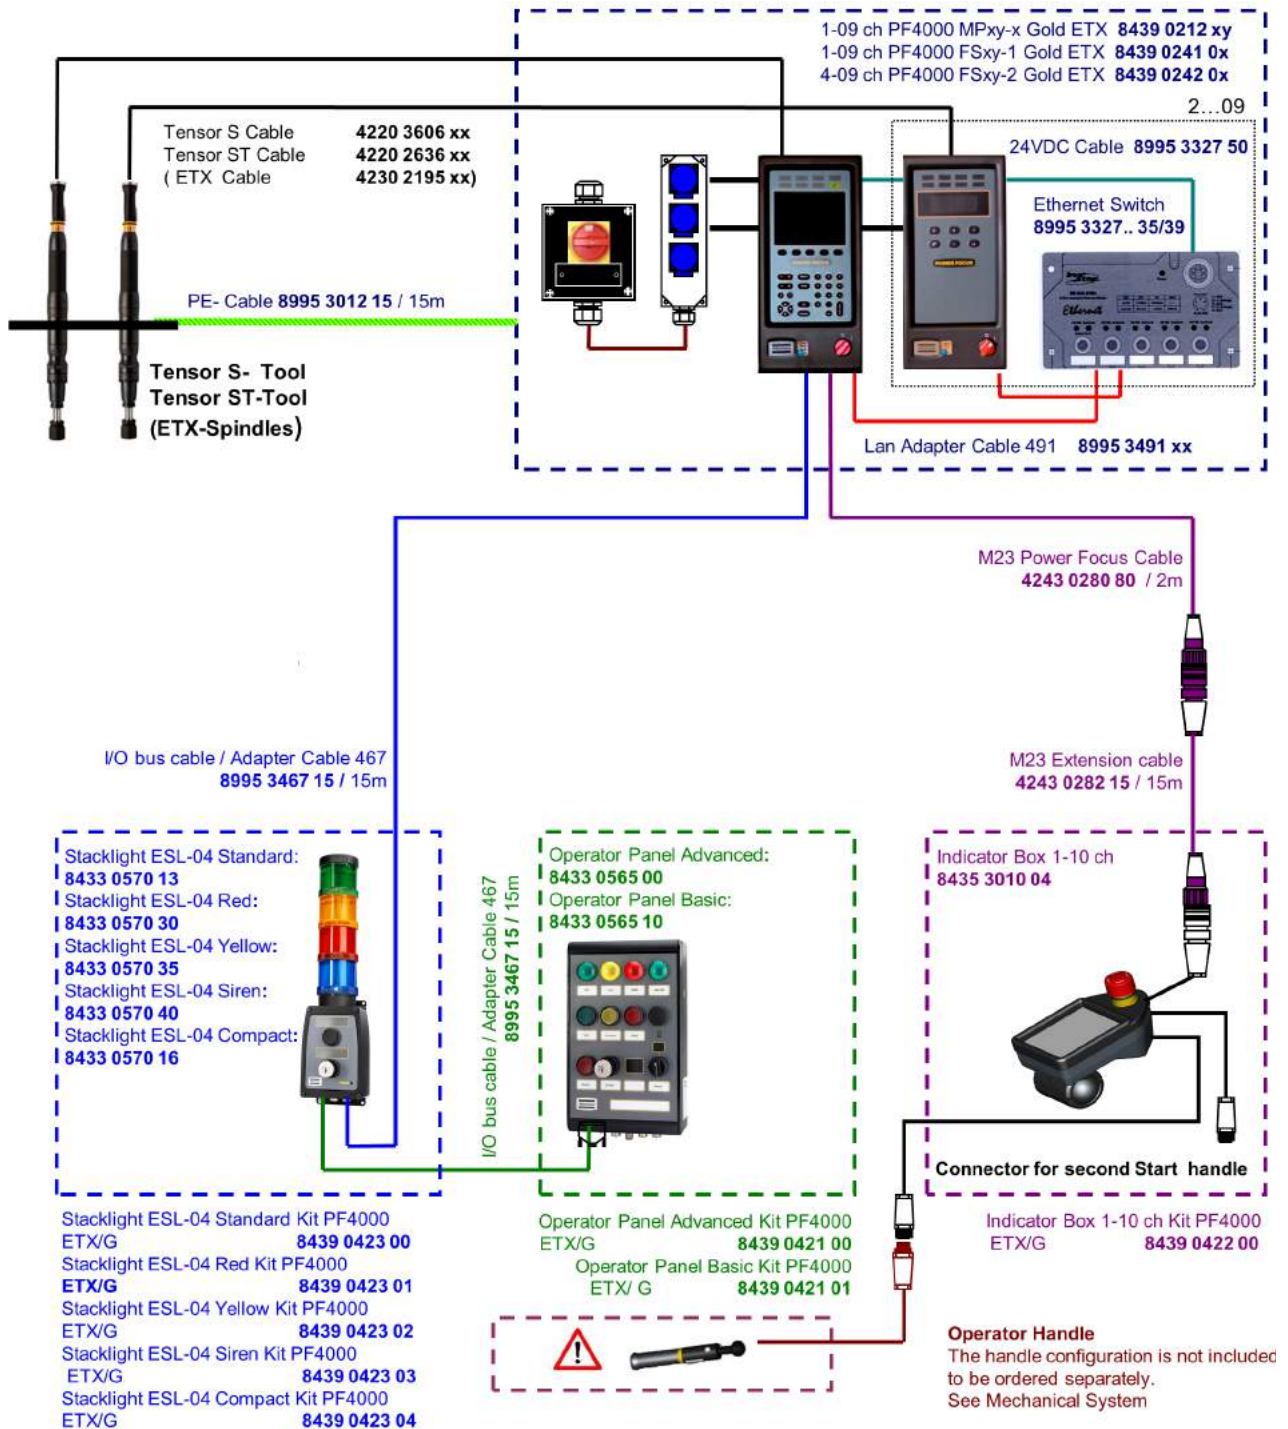 1-09 ch PF4000 MPxy-x Gold ETX 8439 0212 xy
1-09 ch PF4000 FSxy-1 Gold ETX 8439 0241 0x
4-09 ch PF4000 FSxy-2 Gold ETX 8439 0242 0x
2...09
Tensor S Cable 4220 3606 xx
Tensor ST Cable 4220 2636 xx
( ETX Cable 4230 2195 xx)
24VDC Cable 8995 3327 50
Ethernet Switch
8995 3327.. 35/39
POWER FOCUS
Ethernet
PE- Cable 8995 3012 15 / 15m
Tensor S- Tool
Tensor ST-Tool
(ETX-Spindles)
Lan Adapter Cable 491 8995 3491 xx
M23 Power Focus Cable
4243 0280 80 / 2m
I/O bus cable / Adapter Cable 467
8995 3467 15 / 15m
M23 Extension cable
4243 0282 15 / 15m
Stacklight ESL-04 Standard:
8433 0570 13
Stacklight ESL-04 Red:
8433 0570 30
Stacklight ESL-04 Yellow:
8433 0570 35
Stacklight ESL-04 Siren:
8433 0570 40
Stacklight ESL-04 Compact:
8433 0570 16
I/O bus cable / Adapter Cable 467
8995 3467 15 / 15m
Operator Panel Advanced:
8433 0565 00
Operator Panel Basic:
8433 0565 10
Indicator Box 1-10 ch
8435 3010 04
Connector for second Start handle
Stacklight ESL-04 Standard Kit PF4000
ETX/G 8439 0423 00
Stacklight ESL-04 Red Kit PF4000
ETX/G 8439 0423 01
Stacklight ESL-04 Yellow Kit PF4000
ETX/G 8439 0423 02
Stacklight ESL-04 Siren Kit PF4000
ETX/G 8439 0423 03
Stacklight ESL-04 Compact Kit PF4000
ETX/G 8439 0423 04
Operator Panel Advanced Kit PF4000
ETX/G 8439 0421 00
Operator Panel Basic Kit PF4000
ETX/ G 8439 0421 01
Indicator Box 1-10 ch Kit PF4000
ETX/G 8439 0422 00
!
Operator Handle
The handle configuration is not included
to be ordered separately.
See Mechanical System